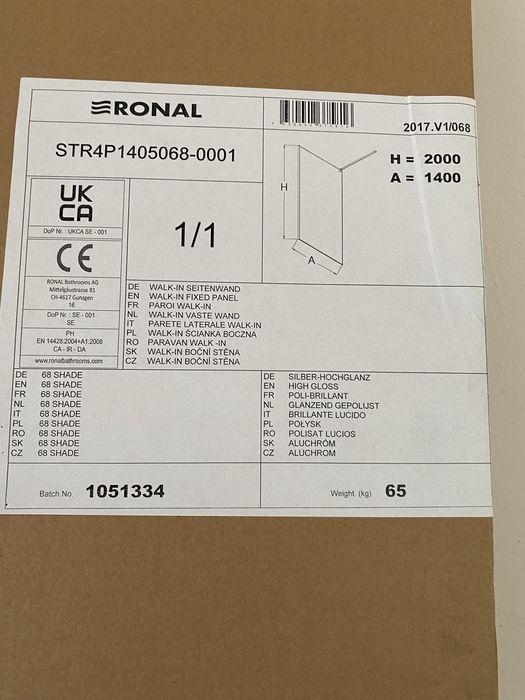 RONAL
2017.V1/068
STR4P1405068-0001
H = 2000
A = 1400
H
A
UK
CA
DoP Nr. : UKCA SE - 001
CE
RONAL Bathrooms AG
Mittelgäustrasse 81
CH-4617 Gunzgen
16
DoP Nr. : SE - 001
SE
PH
EN 14428:2004+A1:2008
CA - IR - DA
www.ronalbathrooms.com
1/1
DE WALK-IN SEITENWAND
EN WALK-IN FIXED PANEL
FR PAROI WALK-IN
NL WALK-IN VASTE WAND
IT PARETE LATERALE WALK-IN
PL WALK-IN ŚCIANKA BOCZNA
RO PARAVAN WALK -IN
SK WALK-IN BOČNÍ STĚNA
CZ WALK-IN BOČNÍ STĚNA
DE 68 SHADE
EN 68 SHADE
FR 68 SHADE
NL 68 SHADE
IT 68 SHADE
PL 68 SHADE
RO 68 SHADE
SK 68 SHADE
CZ 68 SHADE
DE SILBER-HOCHGLANZ
EN HIGH GLOSS
FR POLI-BRILLANT
NL GLANZEND GEPOLIJST
IT BRILLANTE LUCIDO
PL POŁYSK
RO POLISAT LUCIOS
SK ALUCHRÓM
CZ ALUCHROM
Batch.No. 1051334
Weight. (kg) 65